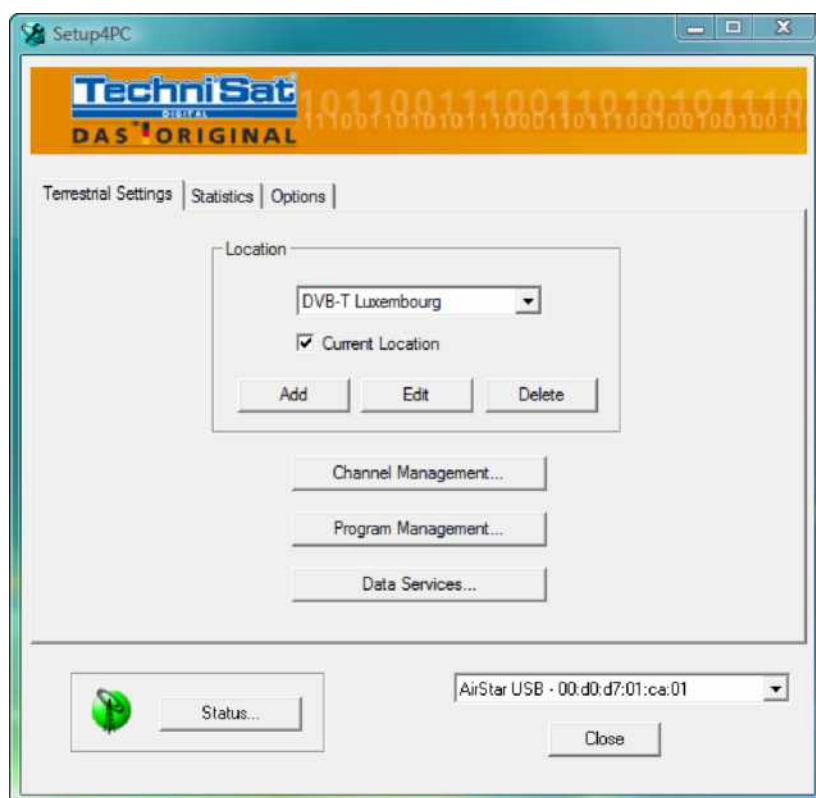 Setup4PC
TechniSat
DIGITAL
DAS ORIGINAL
Terrestrial Settings Statistics Options
Location
DVB-T Luxembourg
Current Location
Add Edit Delete
Channel Management...
Program Management...
Data Services...
AirStar USB - 00:d0:d7:01:ca:01
Status...
Close